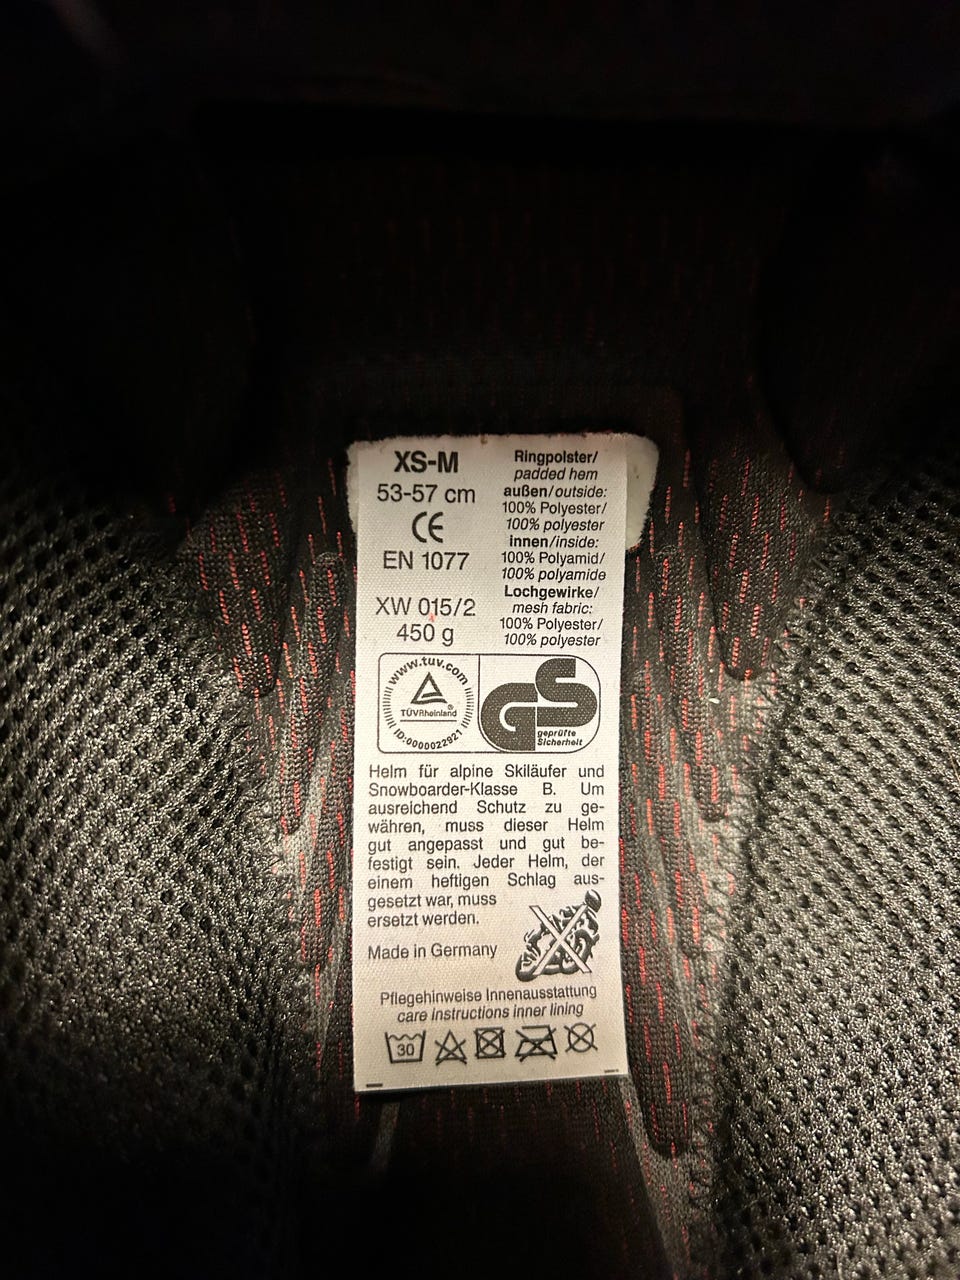 XS-M
53-57 cm
CE
EN 1077
XW 015/2
450 g
Ringpolster/
padded hem
außen/outside:
100% Polyester/
100% polyester
innen/inside:
100% Polyamid/
100% polyamide
Lochgewirke/
mesh fabric:
100% Polyester/
100% polyester
www.tuv.com
TÜVRheinland®
ID:0000022921
GS
geprüfte
Sicherheit
Helm für alpine Skiläufer und
Snowboarder-Klasse B. Um
ausreichend Schutz zu ge-
währen, muss dieser Helm
gut angepasst und gut be-
festigt sein. Jeder Helm, der
einem heftigen Schlag aus-
gesetzt war, muss
ersetzt werden.
Made in Germany
Pflegehinweise Innenausstattung
care instructions inner lining
30